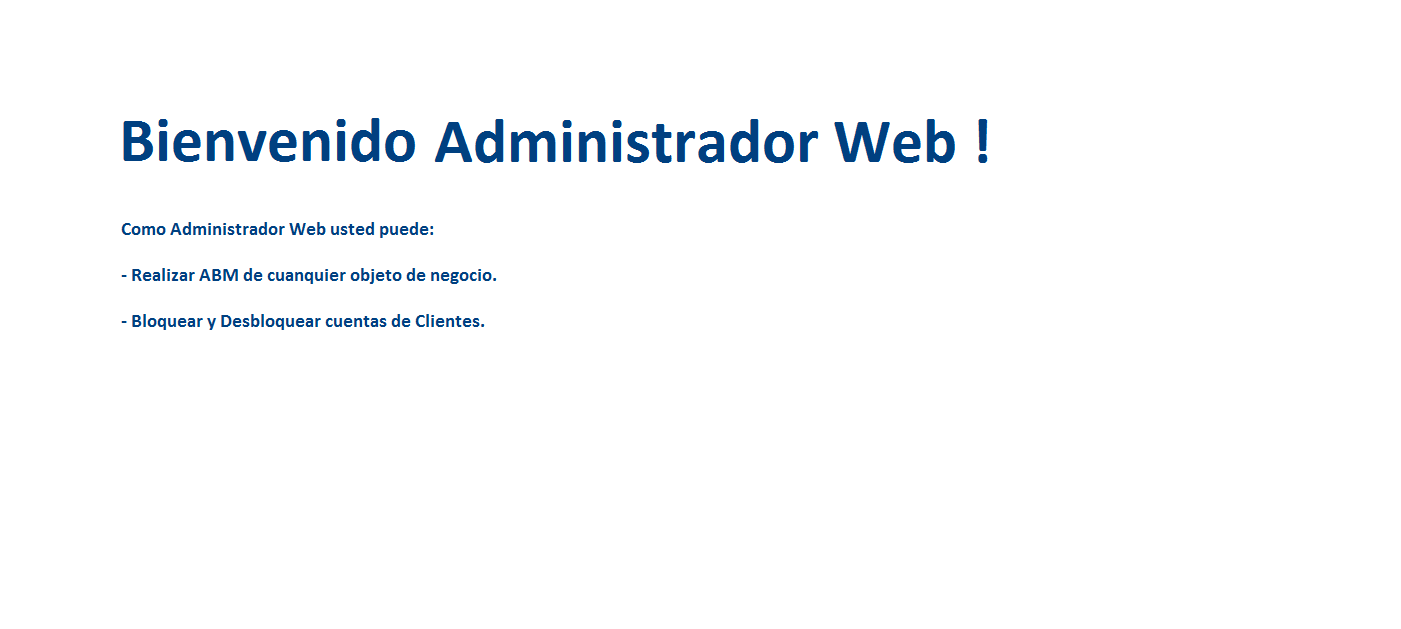 Bienvenido Administrador Web !
Como Administrador Web usted puede:
- Realizar ABM de cuanquier objeto de negocio.
- Bloquear y Desbloquear cuentas de Clientes.